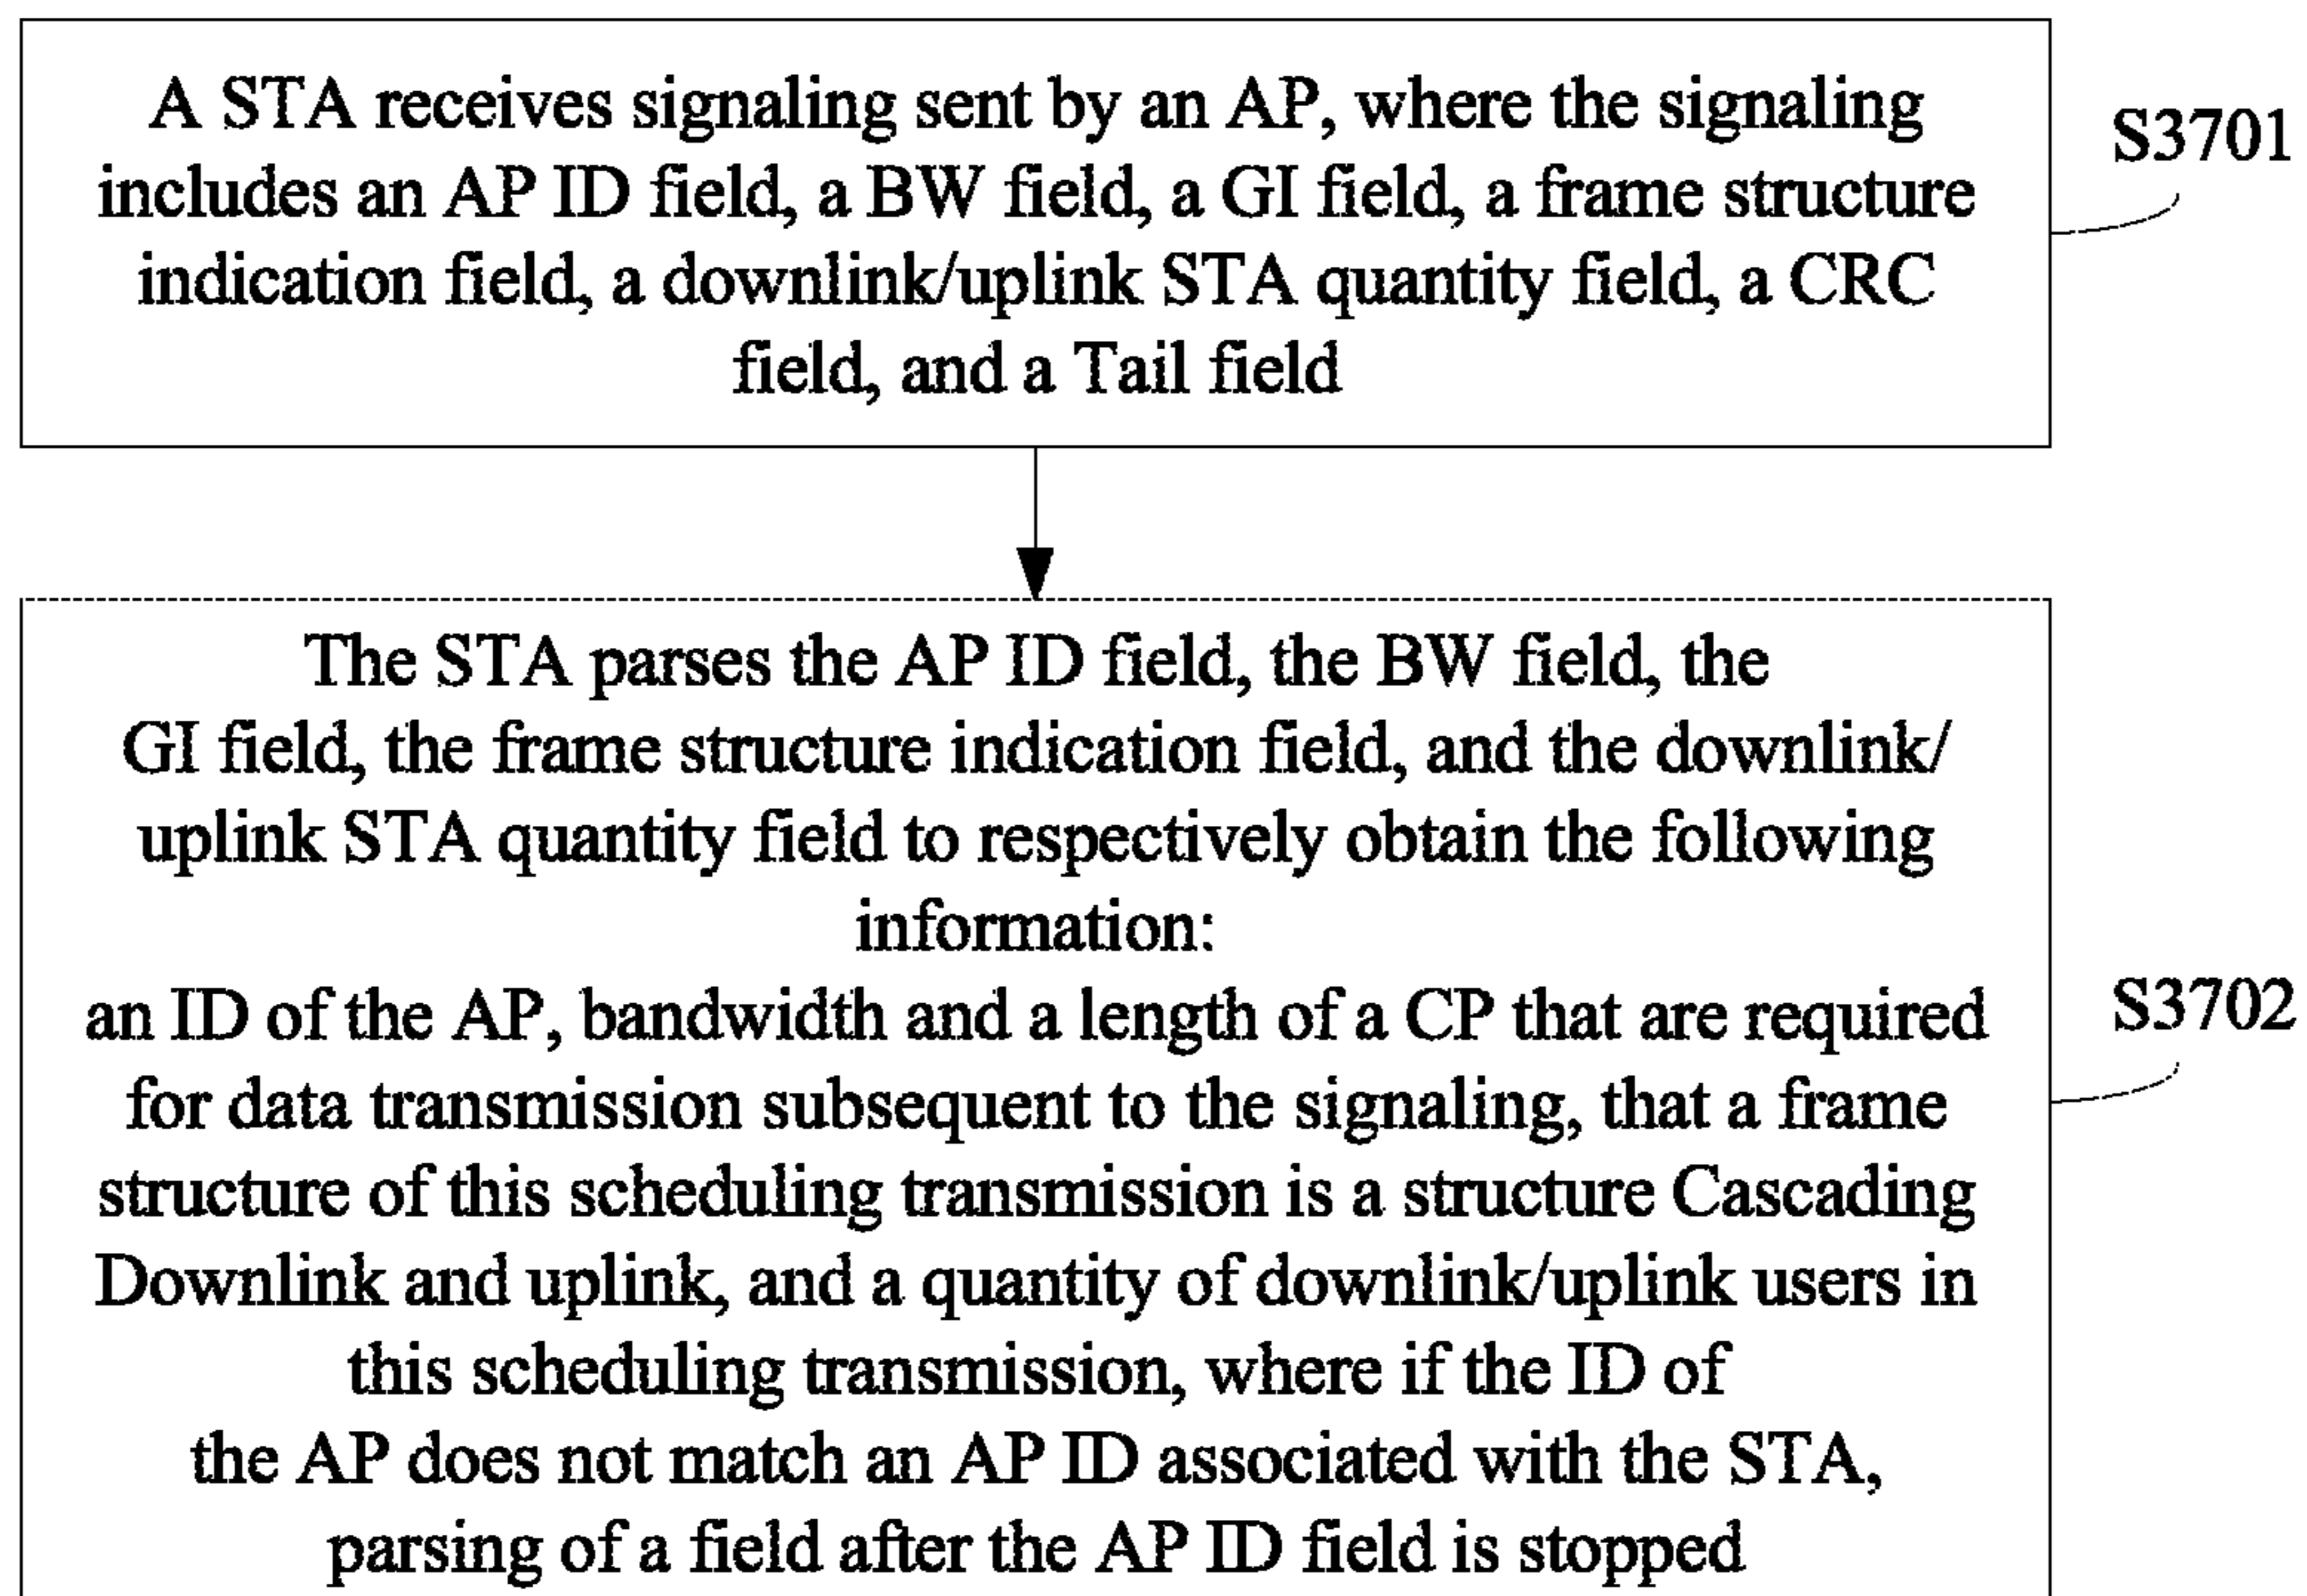 A STA receives signaling sent by an AP, where the signaling
includes an AP ID field, a BW field, a GI field, a frame structure
indication field, a downlink/uplink STA quantity field, a CRC
field, and a Tail field
S3701
The STA parses the AP ID field, the BW field, the
GI field, the frame structure indication field, and the downlink/
uplink STA quantity field to respectively obtain the following
information:
an ID of the AP, bandwidth and a length of a CP that are required
for data transmission subsequent to the signaling, that a frame
structure of this scheduling transmission is a structure Cascading
Downlink and uplink, and a quantity of downlink/uplink users in
this scheduling transmission, where if the ID of
the AP does not match an AP ID associated with the STA,
parsing of a field after the AP ID field is stopped
S3702